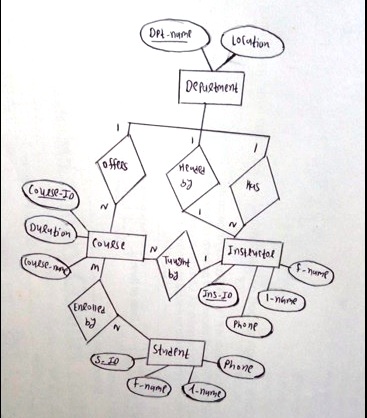 Dpt-name
Location
Department
1
1
1
Offers
Headed
by
Has
N
1
N
Course-ID
Duration
Course-name
Course
N
Taught
by
1
Instructor
Ins-ID
Phone
l-name
F-name
M
Enrolled
by
N
Student
S-ID
F-name
l-name
Phone